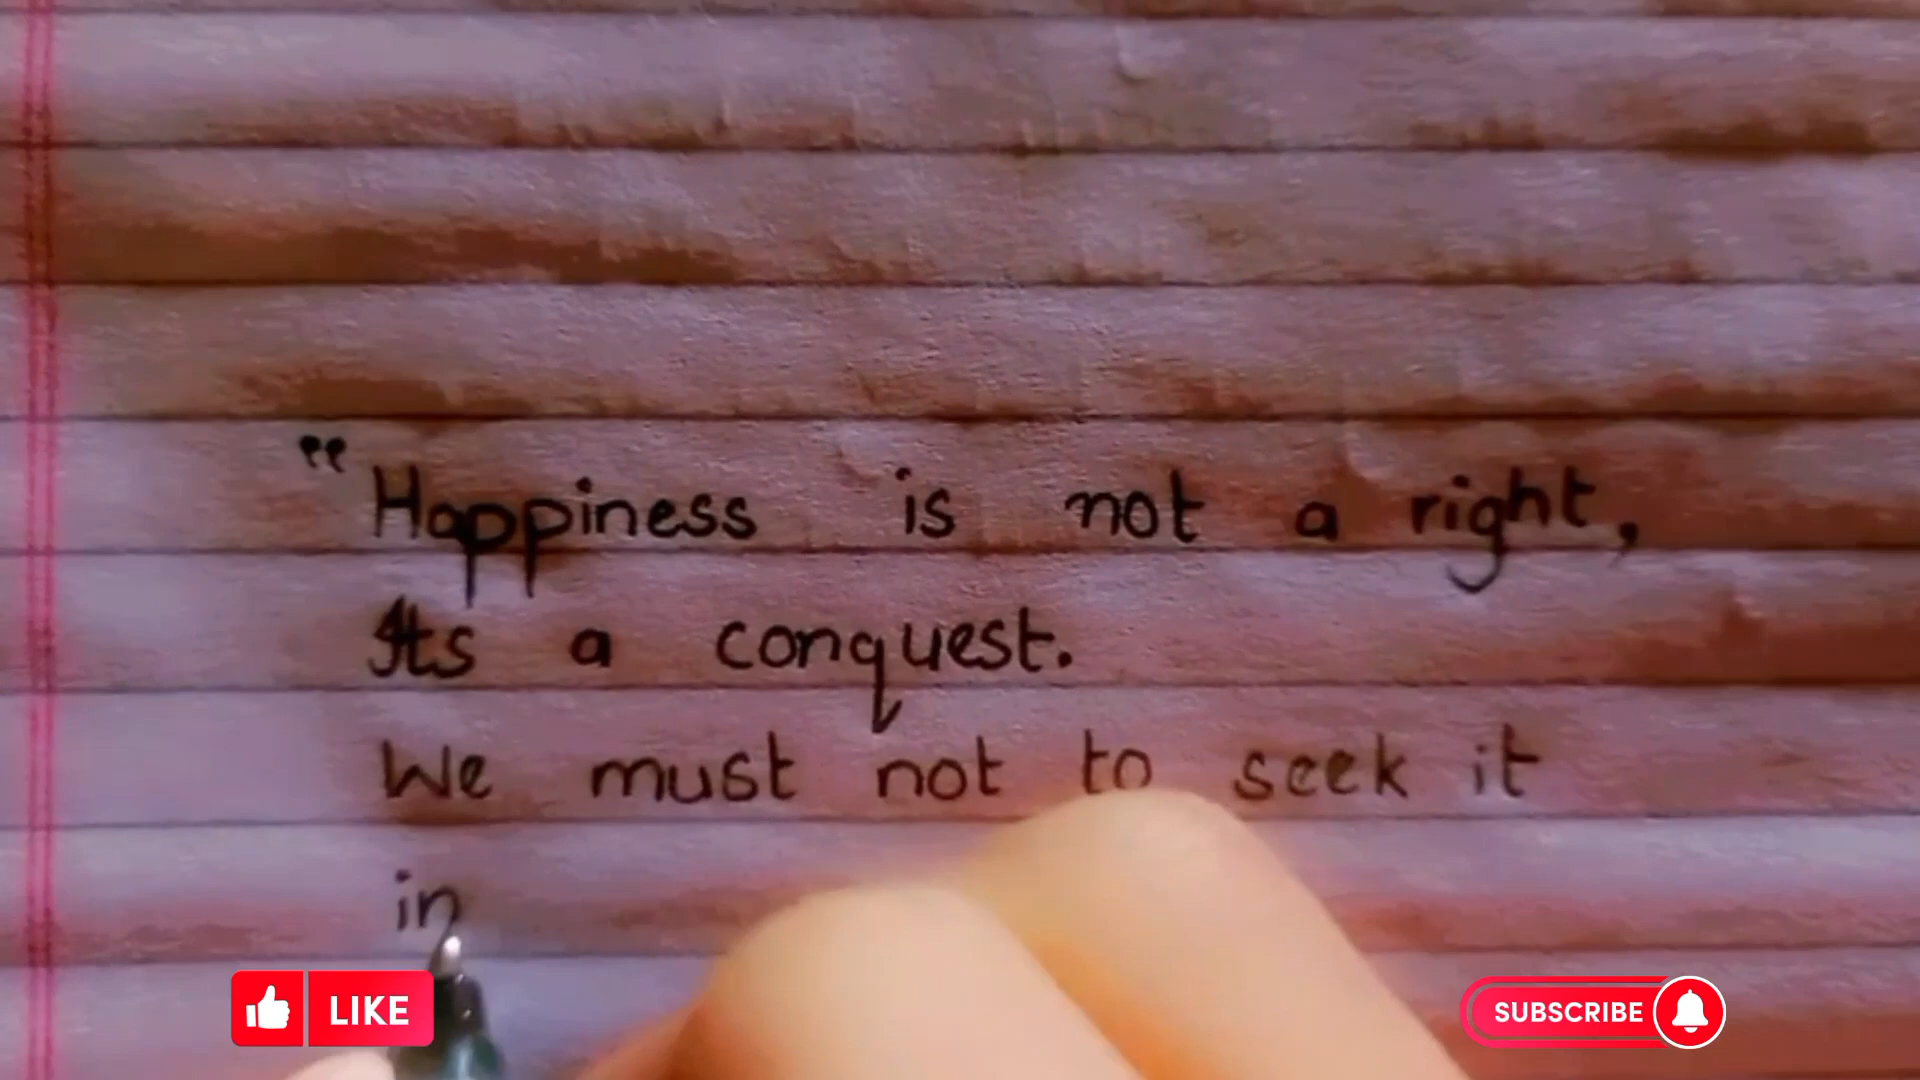 "Happiness is not a right,
Its a conquest.
We must not to seek it
in
LIKE
SUBSCRIBE